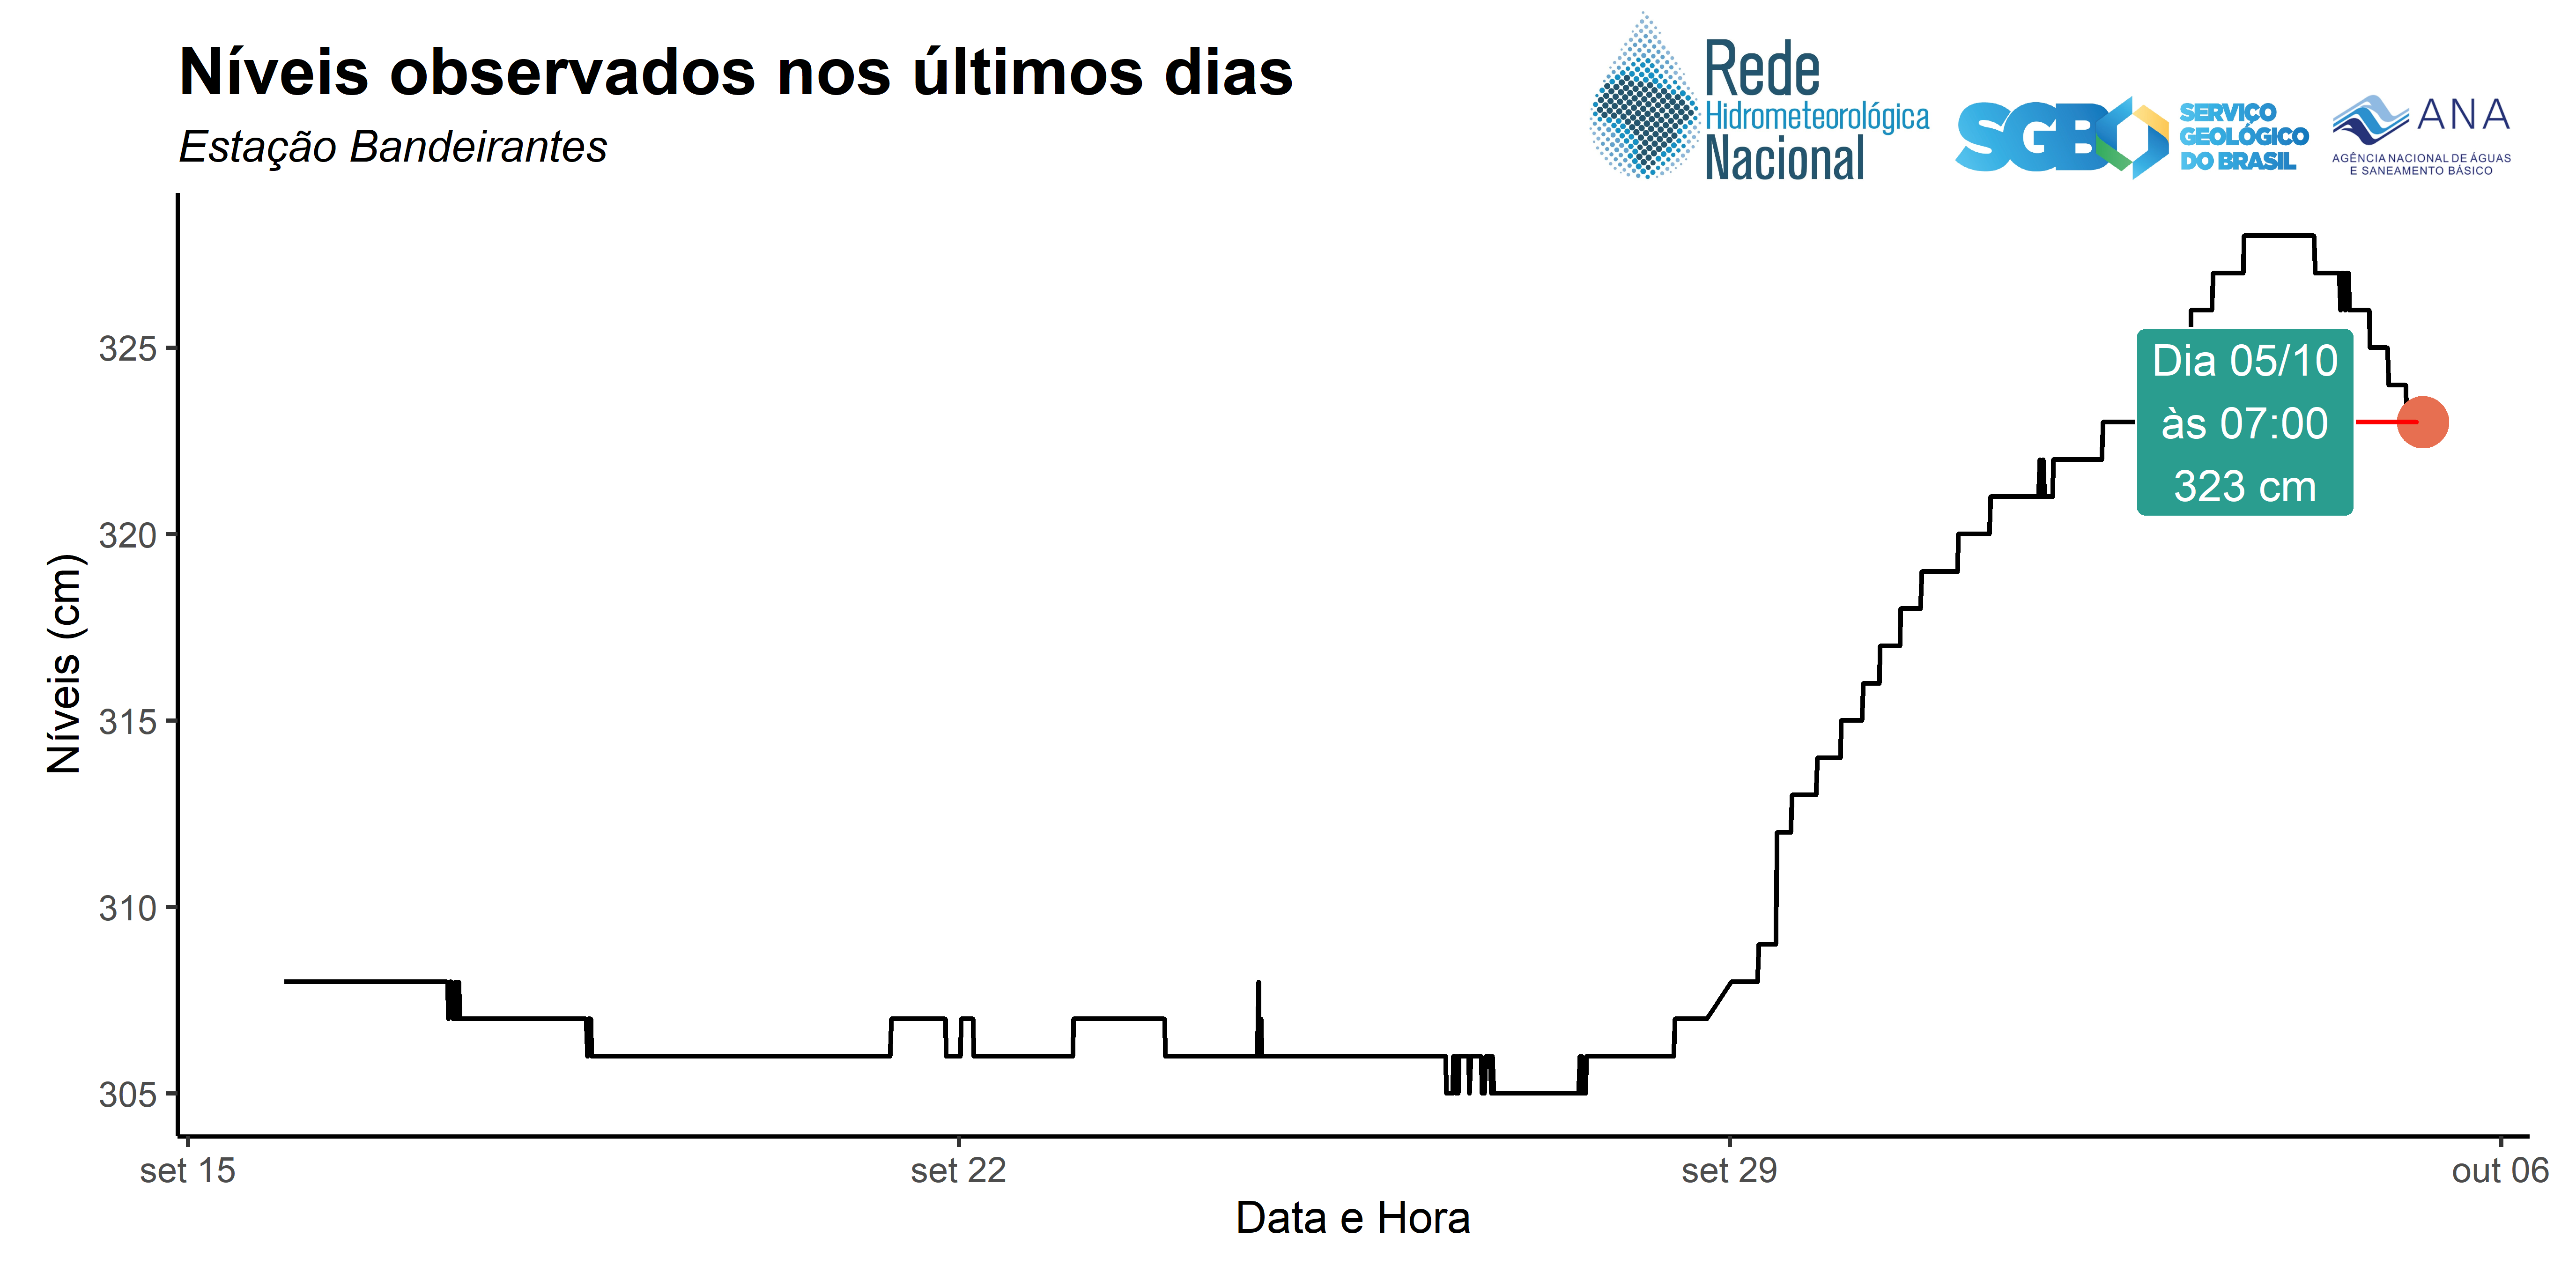 Níveis observados nos últimos dias
Estação Bandeirantes
Rede
Hidrometeorológica
Nacional
SGB
SERVIÇO
GEOLÓGICO
DO BRASIL
ANA
AGÊNCIA NACIONAL DE ÁGUAS
E SANEAMENTO BÁSICO
Níveis (cm)
325
320
315
310
305
Dia 05/10
às 07:00
323 cm
set 15
set 22
set 29
out 06
Data e Hora